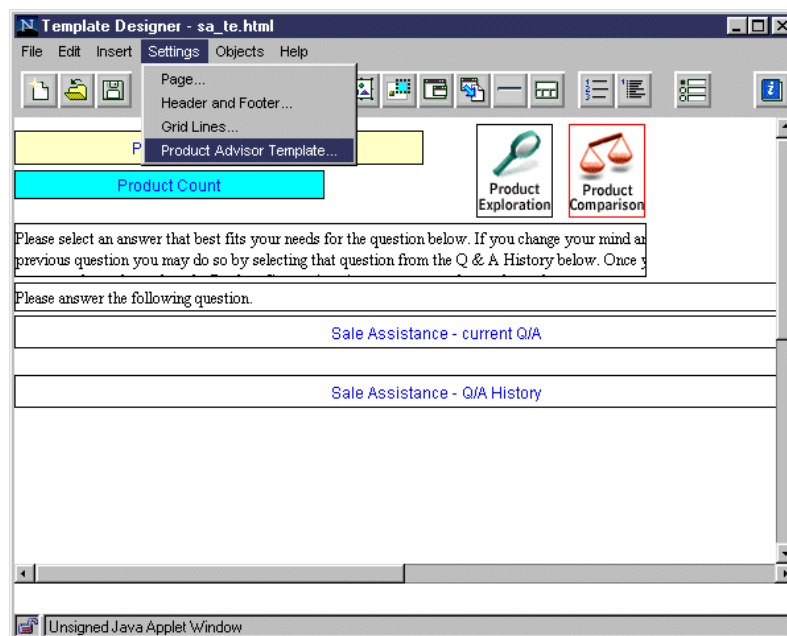 Template Designer - sa_te.html
File Edit Insert Settings Objects Help
Page...
Header and Footer...
Grid Lines...
Product Advisor Template...
P
Product Count
Product
Exploration
Product
Comparison
Please select an answer that best fits your needs for the question below. If you change your mind an
previous question you may do so by selecting that question from the Q & A History below. Once y
Please answer the following question.
Sale Assistance - current Q/A
Sale Assistance - Q/A History
Unsigned Java Applet Window